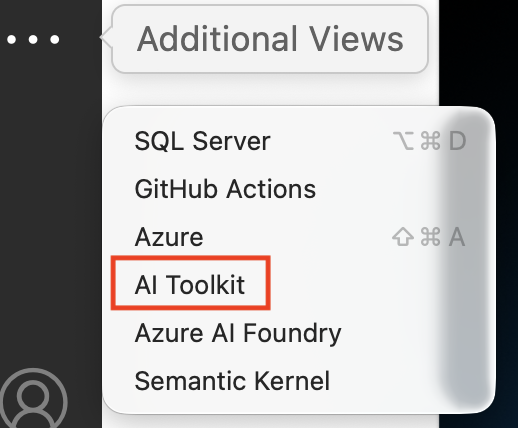 Additional Views
SQL Server ⌥⌘D
GitHub Actions
Azure ⇧⌘A
AI Toolkit
Azure AI Foundry
Semantic Kernel